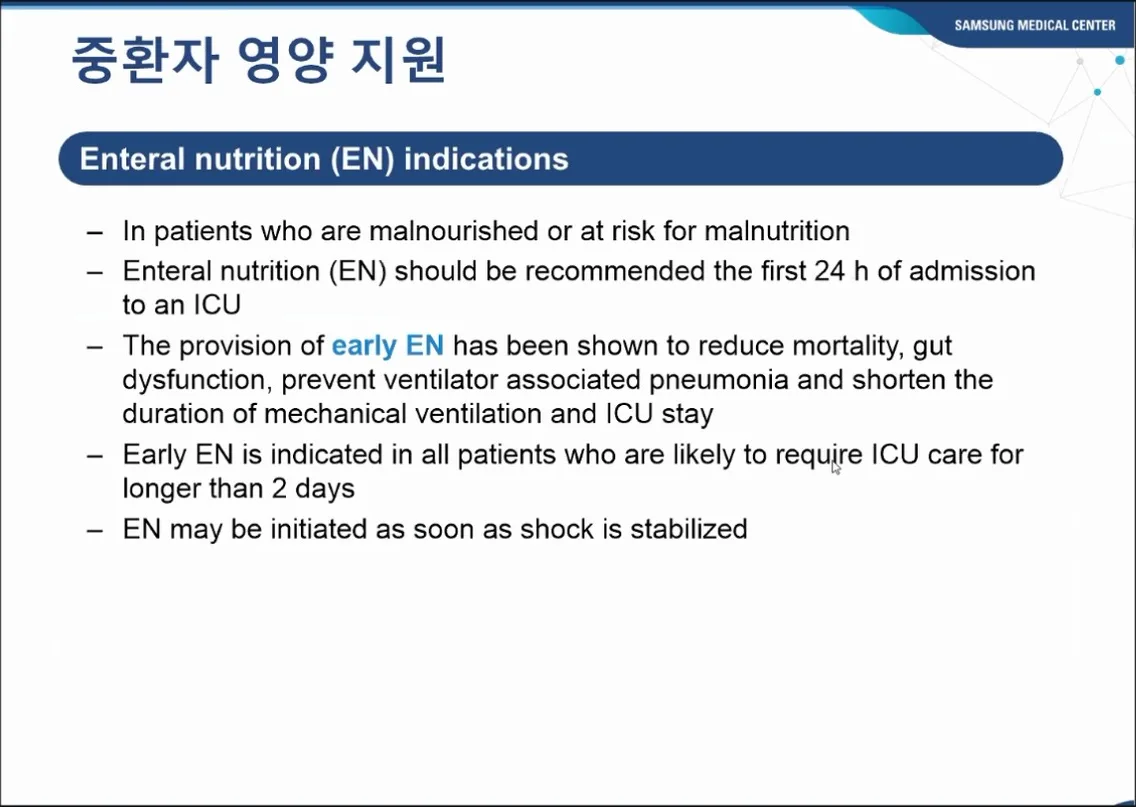 SAMSUNG MEDICAL CENTER
중환자 영양 지원
Enteral nutrition (EN) indications
– In patients who are malnourished or at risk for malnutrition
– Enteral nutrition (EN) should be recommended the first 24 h of admission
to an ICU
– The provision of early EN has been shown to reduce mortality, gut
dysfunction, prevent ventilator associated pneumonia and shorten the
duration of mechanical ventilation and ICU stay
– Early EN is indicated in all patients who are likely to require ICU care for
longer than 2 days
– EN may be initiated as soon as shock is stabilized